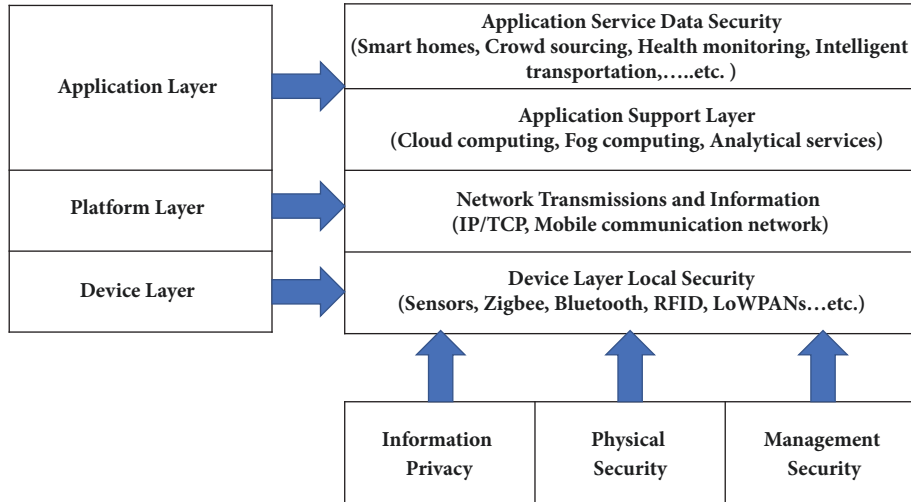 Application Layer
Platform Layer
Device Layer
Application Service Data Security
(Smart homes, Crowd sourcing, Health monitoring, Intelligent
transportation,…..etc. )
Application Support Layer
(Cloud computing, Fog computing, Analytical services)
Network Transmissions and Information
(IP/TCP, Mobile communication network)
Device Layer Local Security
(Sensors, Zigbee, Bluetooth, RFID, LoWPANs…etc.)
Information
Privacy
Physical
Security
Management
Security